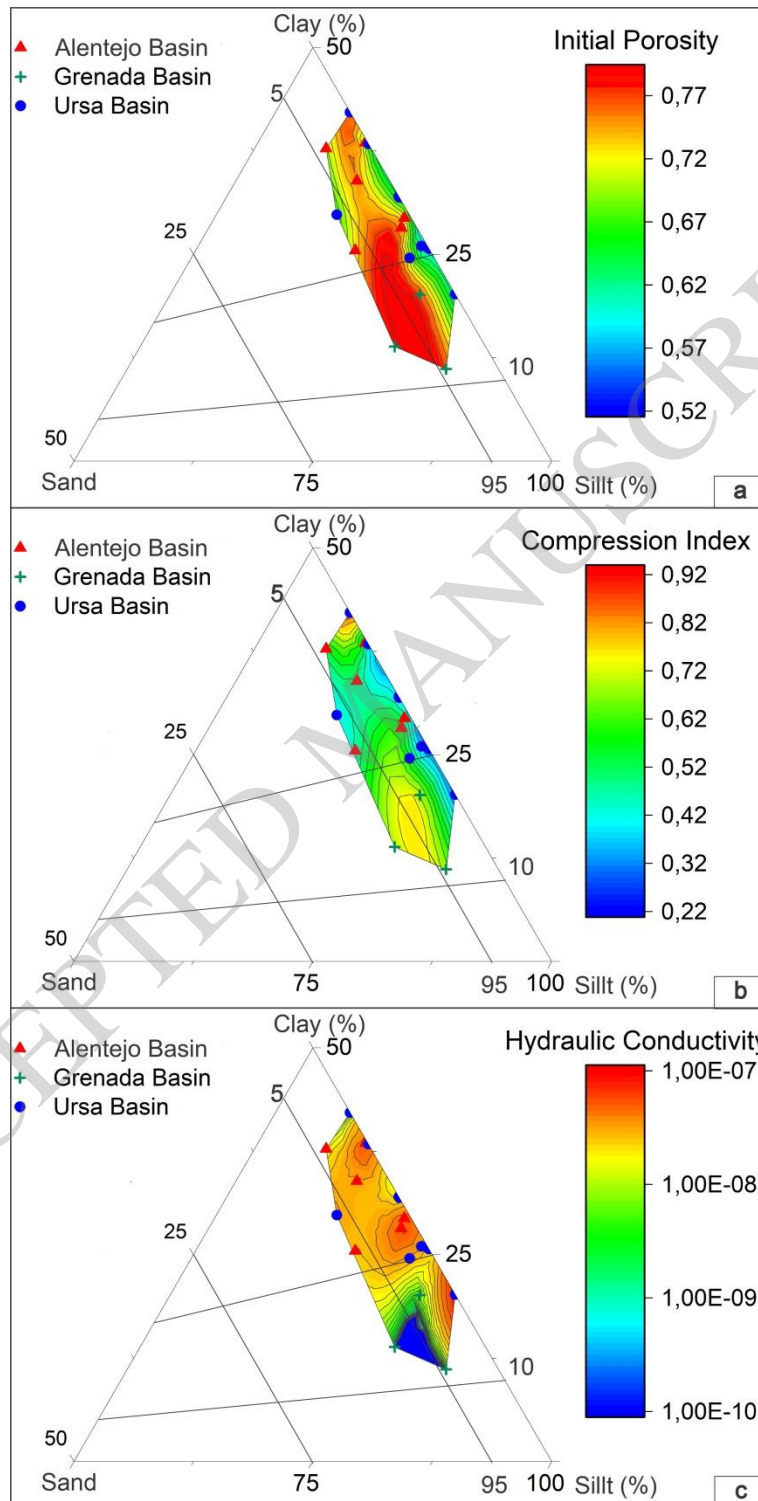 Clay (%)
Alentejo Basin
Grenada Basin
Ursa Basin
50
5
25
25
10
50
Sand
75
95
100
Sillt (%)
Initial Porosity
0,77
0,72
0,67
0,62
0,57
0,52
a
Clay (%)
Alentejo Basin
Grenada Basin
Ursa Basin
50
5
25
25
10
50
Sand
75
95
100
Sillt (%)
Compression Index
0,92
0,82
0,72
0,62
0,52
0,42
0,32
0,22
b
Clay (%)
Alentejo Basin
Grenada Basin
Ursa Basin
50
5
25
25
10
50
Sand
75
95
100
Sillt (%)
Hydraulic Conductivity
1,00E-07
1,00E-08
1,00E-09
1,00E-10
c
CEPTED MANUSCRI